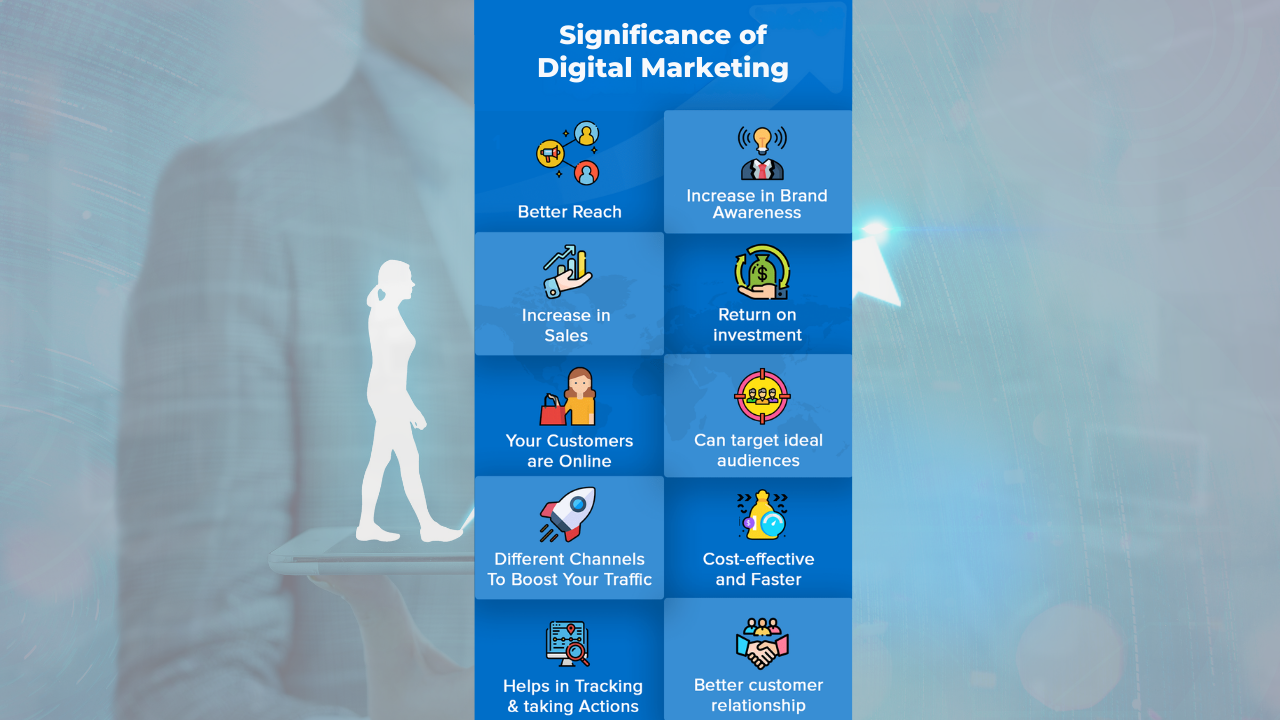 Significance of
Digital Marketing
Better Reach
Increase in Brand
Awareness
Increase in
Sales
Return on
investment
Your Customers
are Online
Can target ideal
audiences
Different Channels
To Boost Your Traffic
Cost-effective
and Faster
Helps in Tracking
& taking Actions
Better customer
relationship